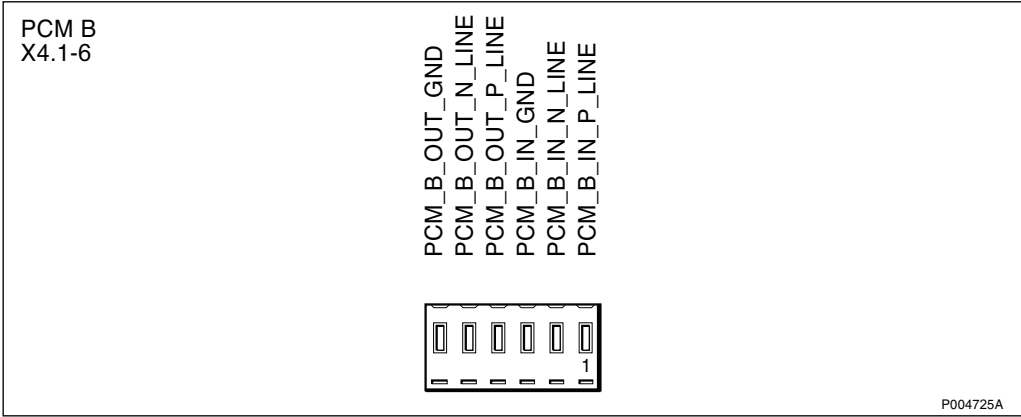 PCM B
X4.1-6
PCM_B_OUT_GND
PCM_B_OUT_N_LINE
PCM_B_OUT_P_LINE
PCM_B_IN_GND
PCM_B_IN_N_LINE
PCM_B_IN_P_LINE
1
P004725A